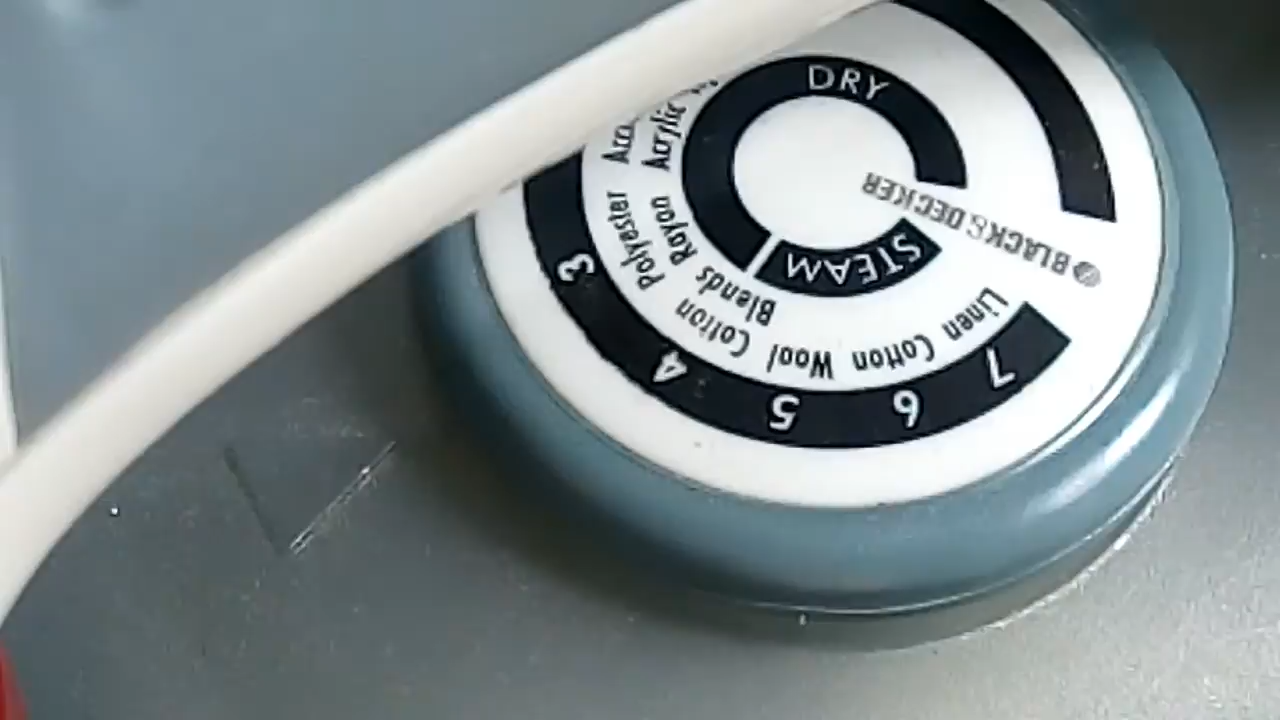 DRY
STEAM
BLACK & DECKER
Acrylic
Polyester
Rayon
Blends
Cotton
Wool
Cotton
Linen
3
4
5
6
7